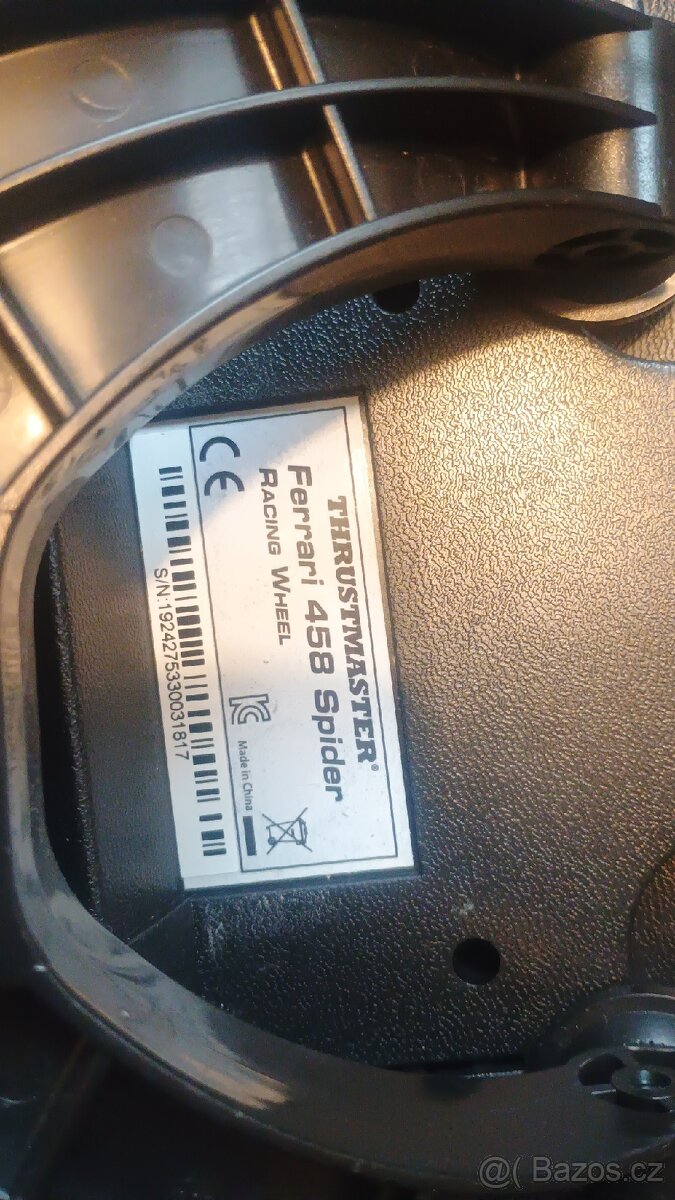 THRUSTMASTER®
Ferrari 458 Spider
RACING WHEEL
CE
Made in China
S/N:1924275330031817
@( Bazos.cz